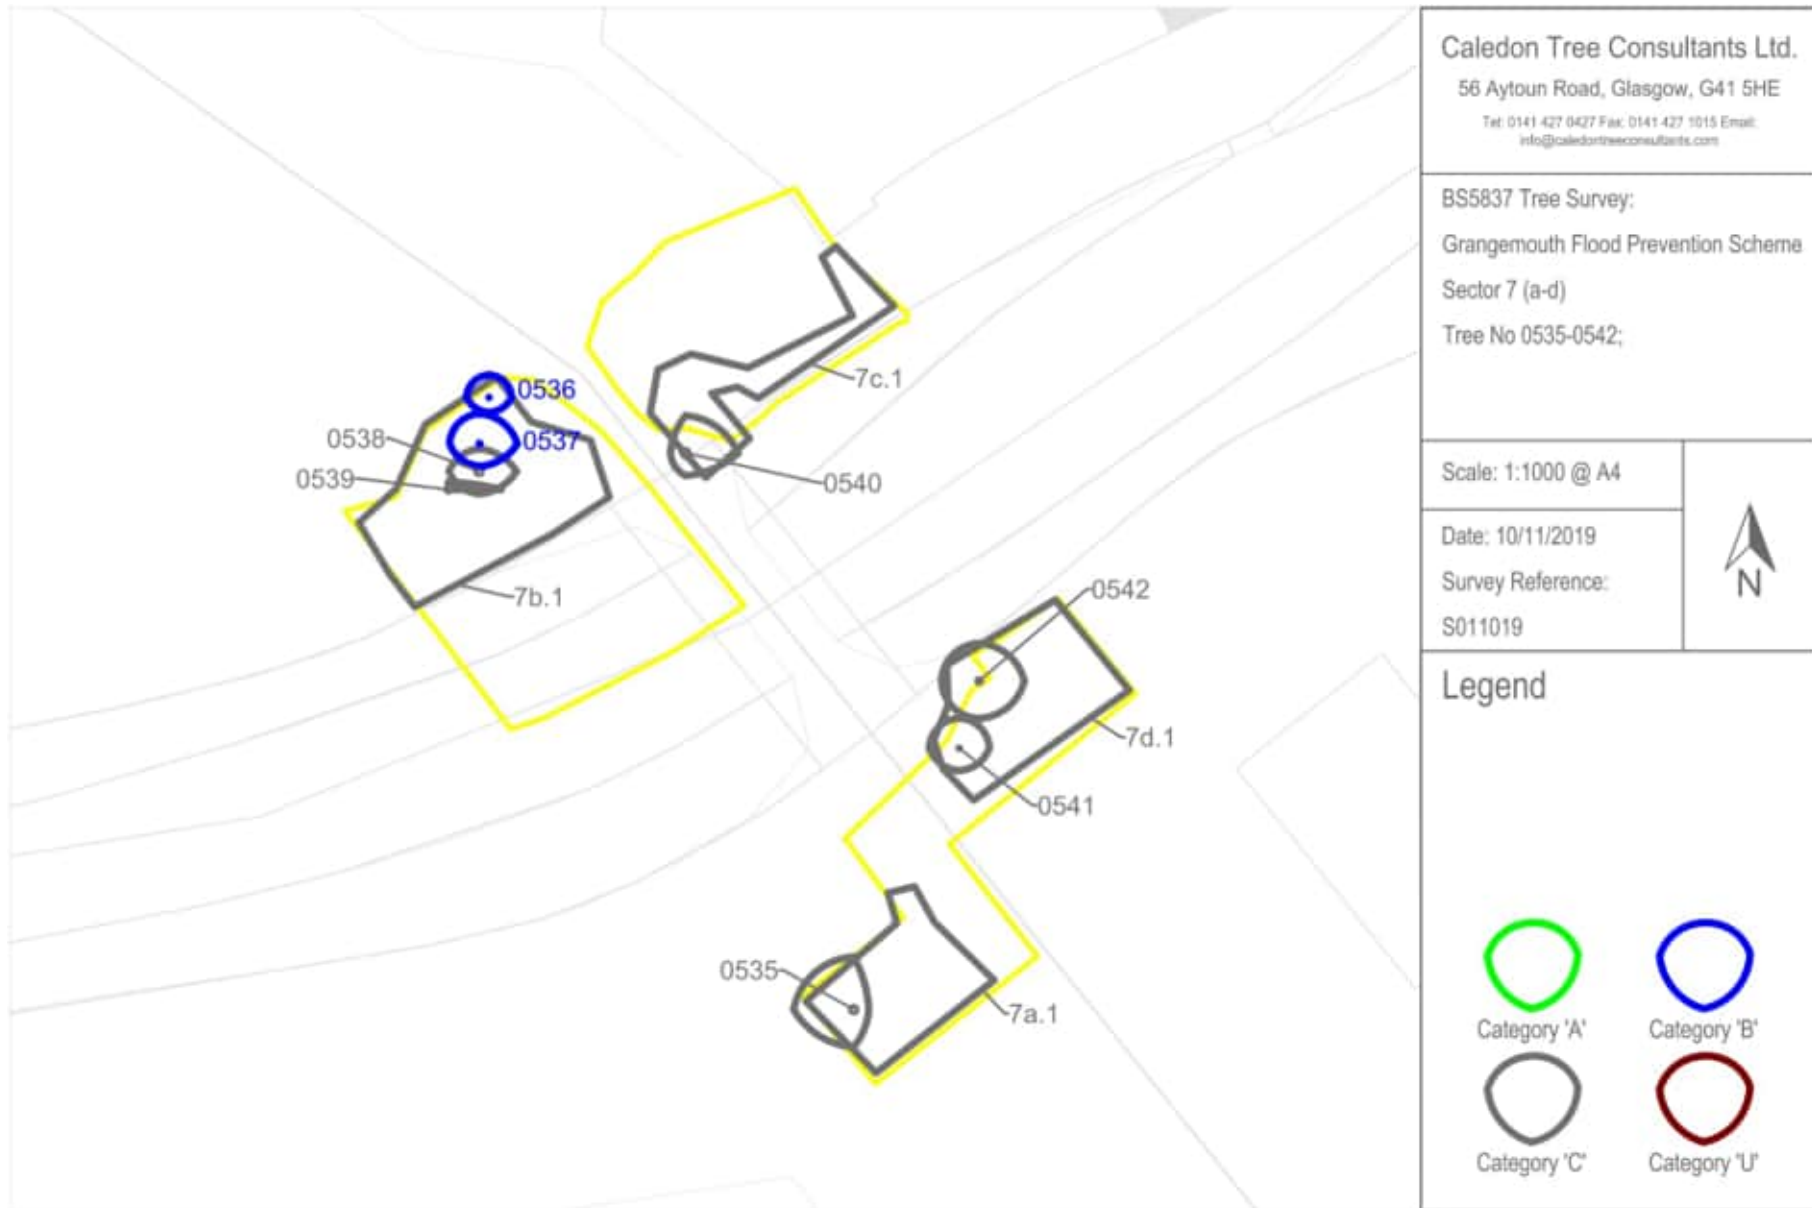 Caledon Tree Consultants Ltd.
56 Aytoun Road, Glasgow, G41 5HE
Tel: 0141 427 0427 Fax: 0141 427 1015 Email:
info@caledontreeconsultants.com
BS5837 Tree Survey:
Grangemouth Flood Prevention Scheme
Sector 7 (a-d)
Tree No 0535-0542;
Scale: 1:1000 @ A4
Date: 10/11/2019
Survey Reference:
S011019
N
Legend
Category 'A'
Category 'B'
Category 'C'
Category 'U'
7c.1
0536
0537
0538
0539
0540
7b.1
0542
7d.1
0541
0535
7a.1